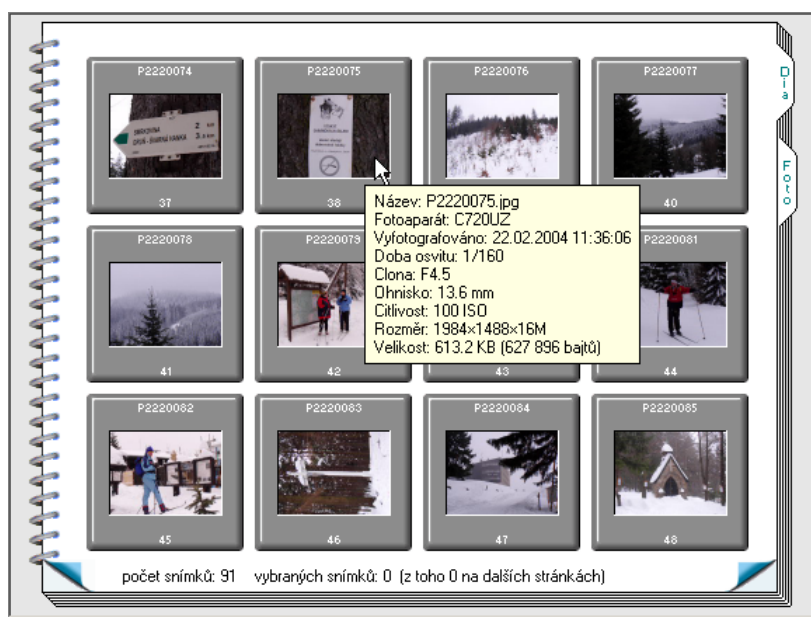 P2220074
P2220075
P2220076
P2220077
Dia
SMRKOVINA 2 km
37
38
40
Foto
Název: P2220075.jpg
Fotoaparát: C720UZ
Vyfotografováno: 22.02.2004 11:36:06
Doba osvitu: 1/160
Clona: F4.5
Ohnisko: 13.6 mm
Citlivost: 100 ISO
Rozměr: 1984×1488×16M
Velikost: 613.2 KB (627 896 bajtů)
P2220078
P2220079
P2220081
41
42
43
44
P2220082
P2220083
P2220084
P2220085
45
46
47
48
počet snímků: 91 vybraných snímků: 0 (z toho 0 na dalších stránkách)